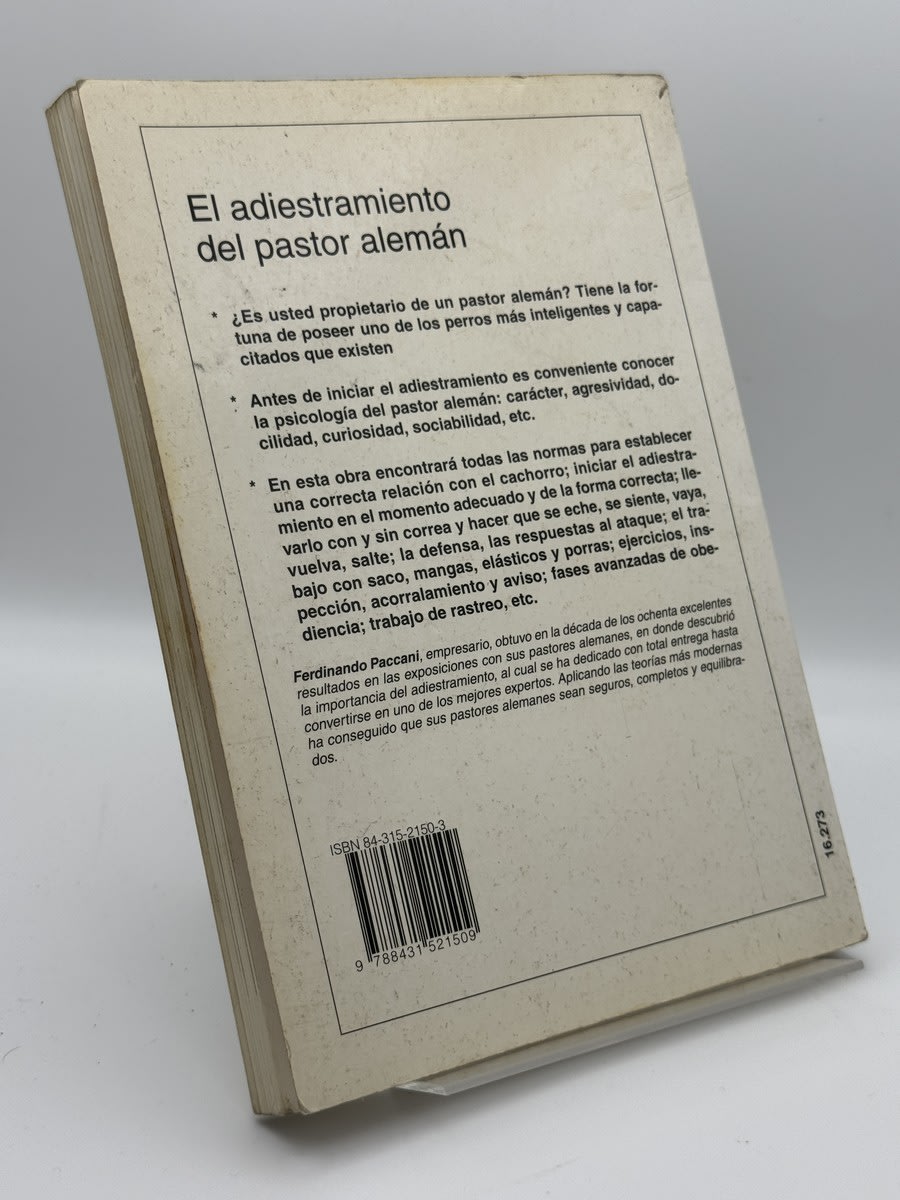 El adiestramiento
del pastor alemán
* ¿Es usted propietario de un pastor alemán? Tiene la for-
tuna de poseer uno de los perros más inteligentes y capa-
citados que existen
* Antes de iniciar el adiestramiento es conveniente conocer
la psicología del pastor alemán: carácter, agresividad, do-
cilidad, curiosidad, sociabilidad, etc.
* En esta obra encontrará todas las normas para establecer
una correcta relación con el cachorro; iniciar el adiestra-
miento en el momento adecuado y de la forma correcta; lle-
varlo con y sin correa y hacer que se eche, se siente, vaya,
vuelva, salte; la defensa, las respuestas al ataque; el tra-
bajo con saco, mangas, elásticos y porras; ejercicios, ins-
pección, acorralamiento y aviso; fases avanzadas de obe-
diencia; trabajo de rastreo, etc.
Ferdinando Paccani, empresario, obtuvo en la década de los ochenta excelentes
resultados en las exposiciones con sus pastores alemanes, en donde descubrió
la importancia del adiestramiento, al cual se ha dedicado con total entrega hasta
convertirse en uno de los mejores expertos. Aplicando las teorías más modernas
ha conseguido que sus pastores alemanes sean seguros, completos y equilibra-
dos.
ISBN 84-315-2150-3
9 788431 521509
16.273